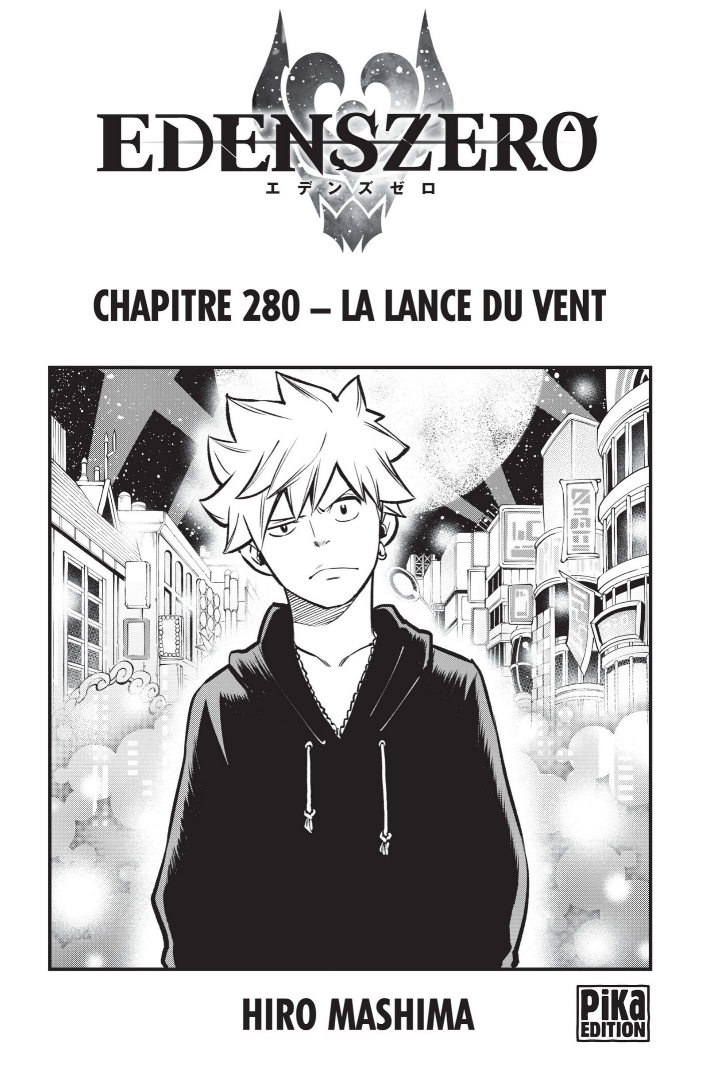 EDENSZERO
エデンズゼロ
CHAPITRE 280 – LA LANCE DU VENT
HIRO MASHIMA
PiKa
EDITION